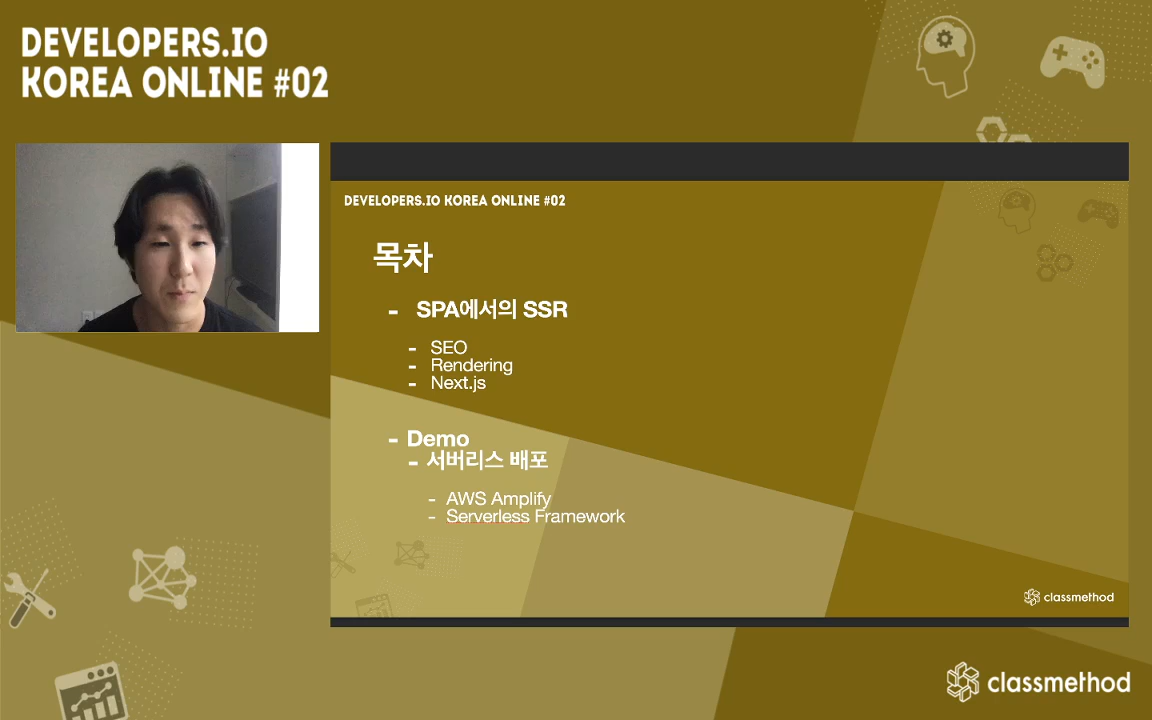 DEVELOPERS.IO
KOREA ONLINE #02
DEVELOPERS.IO KOREA ONLINE #02
목차
- SPA에서의 SSR
- SEO
- Rendering
- Next.js
- Demo
- 서버리스 배포
- AWS Amplify
- Serverless Framework
classmethod
classmethod